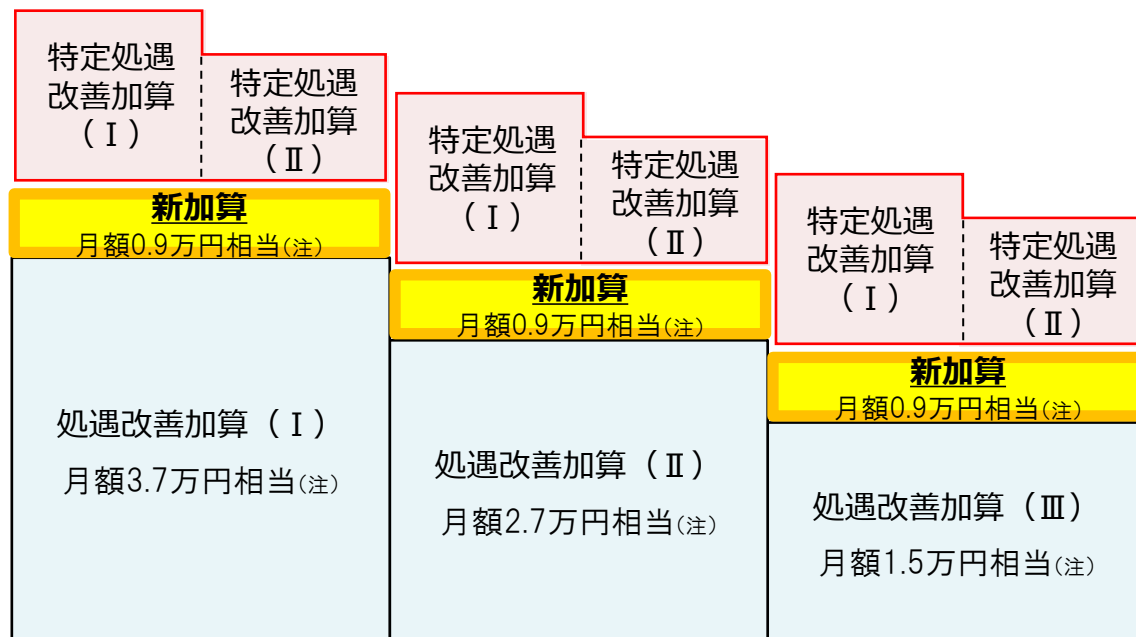 特定処遇
改善加算
(Ⅰ)
特定処遇
改善加算
(Ⅱ)
新加算
月額0.9万円相当(注)
処遇改善加算(Ⅰ)
月額3.7万円相当(注)
特定処遇
改善加算
(Ⅰ)
特定処遇
改善加算
(Ⅱ)
新加算
月額0.9万円相当(注)
処遇改善加算(Ⅱ)
月額2.7万円相当(注)
特定処遇
改善加算
(Ⅰ)
特定処遇
改善加算
(Ⅱ)
新加算
月額0.9万円相当(注)
処遇改善加算(Ⅲ)
月額1.5万円相当(注)